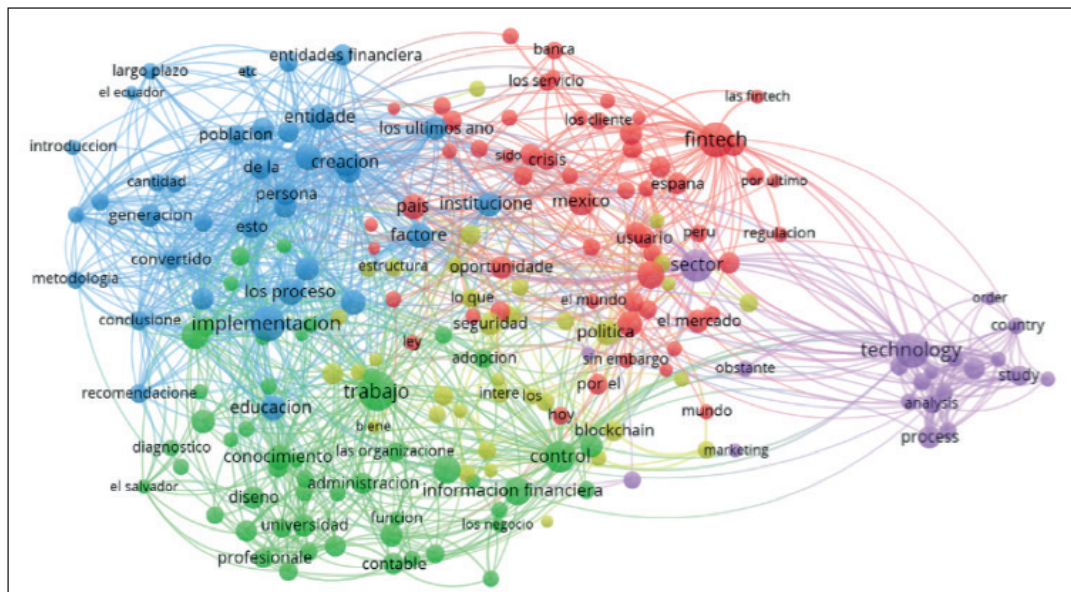 banca
entidades financiera
largo plazo
etc
los servicio
el ecuador
las fintech
entidade
los ultimos ano
los cliente
poblacion
fintech
introduccion
creacion
sido
crisis
de la
cantidad
persona
espana
por ultimo
pais
institucione
mexico
generacion
esto
factore
usuario
peru
regulacion
convertido
estructura
oportunidade
sector
metodologia
los proceso
lo que
el mundo
order
conclusione
implementacion
seguridad
politica
el mercado
country
ley
adopcion
sin embargo
obstante
technology
study
recomendacione
trabajo
intere
los
por el
educacion
hoy
mundo
analysis
biene
blockchain
process
diagnostico
conocimiento
las organizacione
control
marketing
el salvador
diseno
administracion
informacion financiera
universidad
funcion
los negocio
profesionale
contable